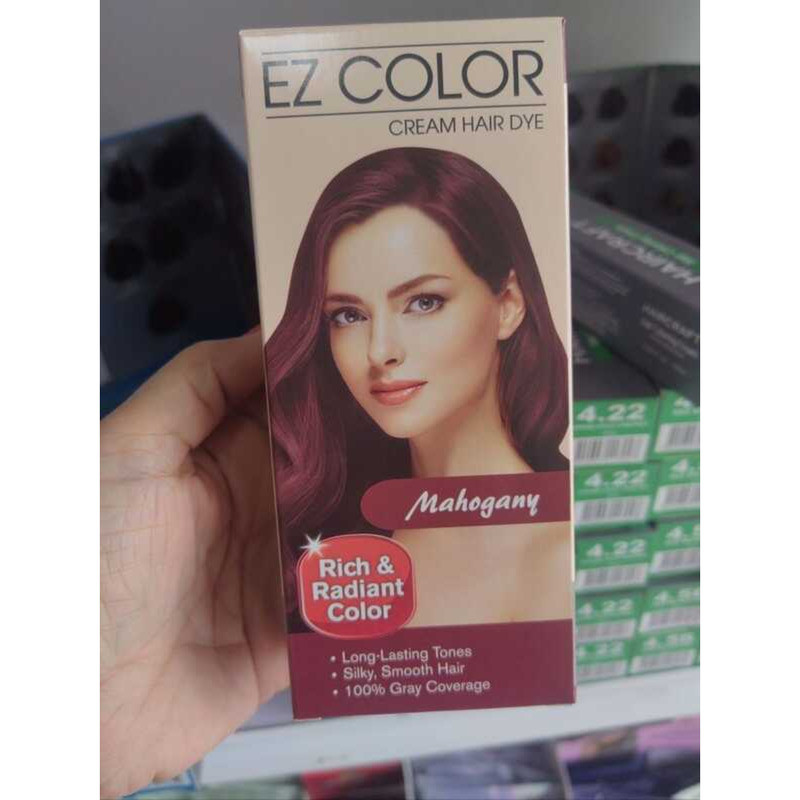 EZ COLOR
CREAM HAIR DYE
Mahogany
Rich &
Radiant
Color
• Long-Lasting Tones
• Silky, Smooth Hair
• 100% Gray Coverage
HAIRCRAFT
4.22
4.22
4.22
4.22
4.22